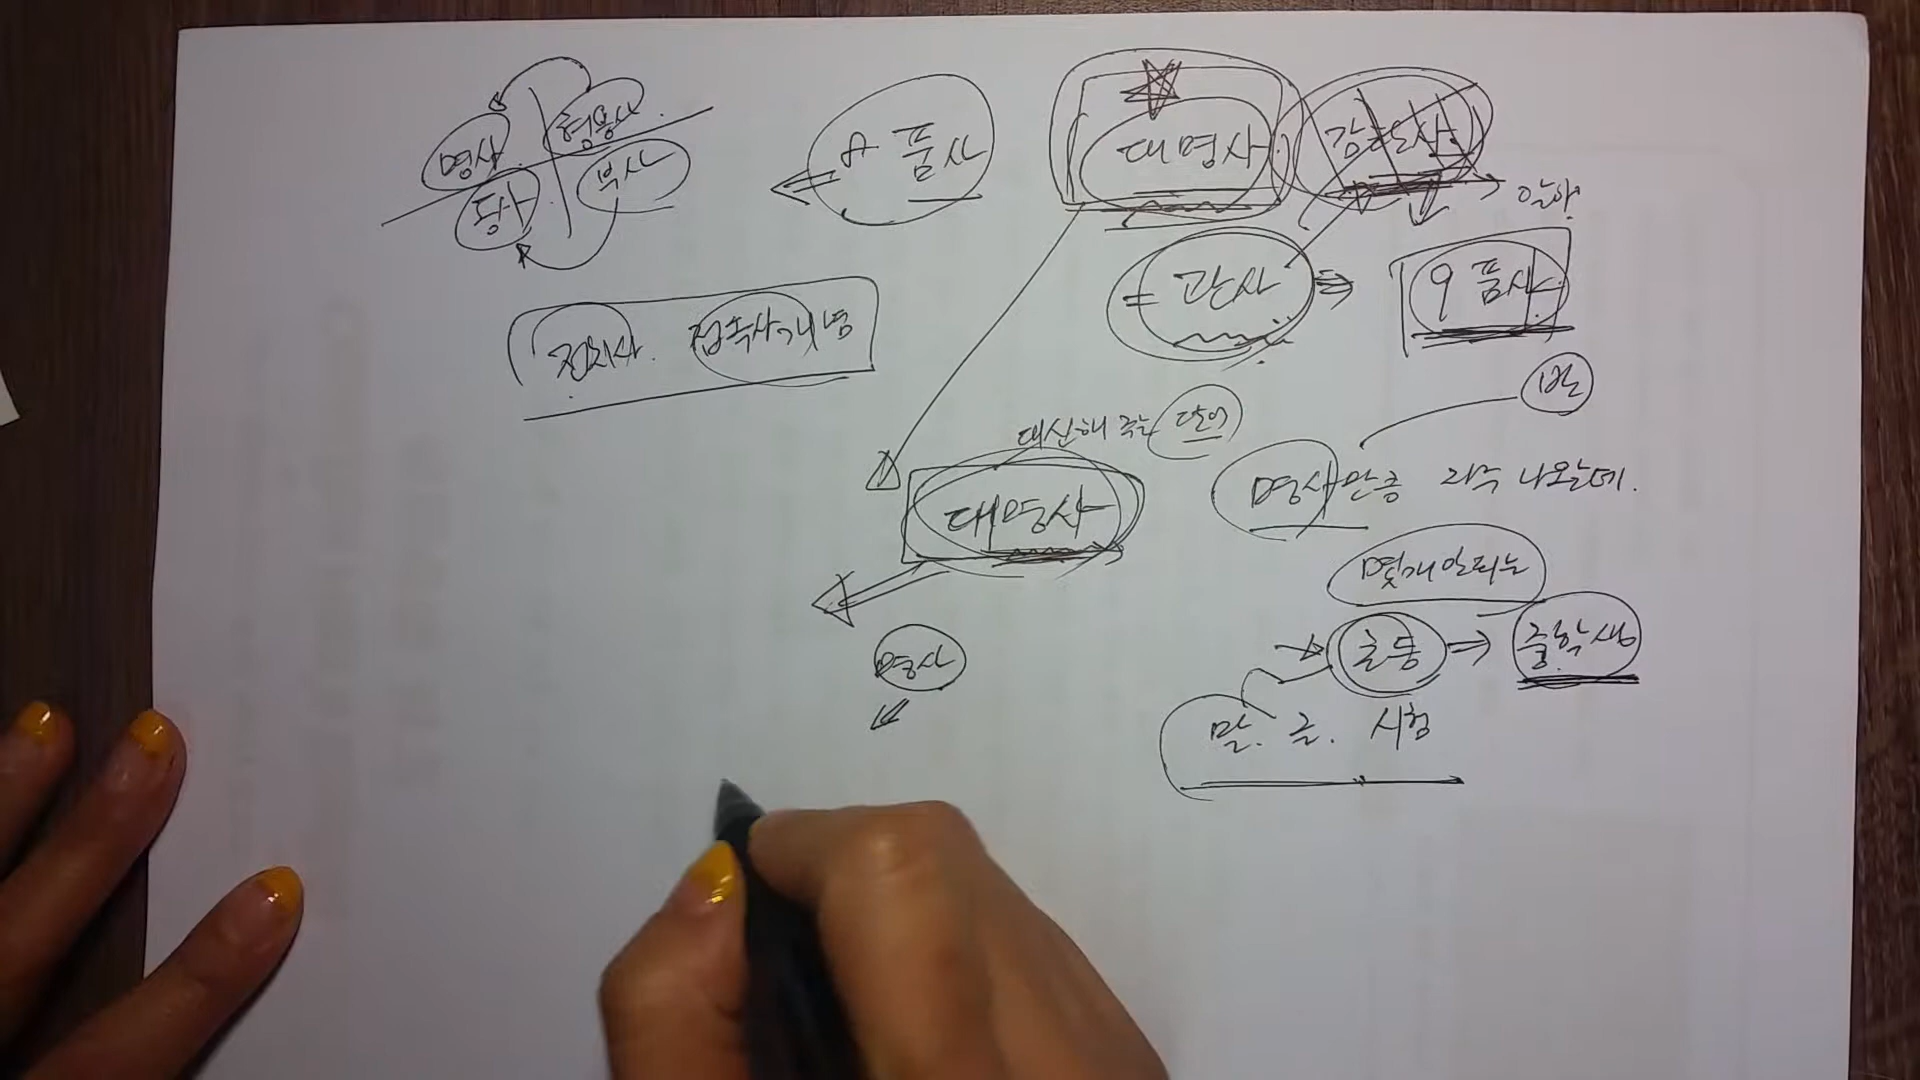 명사 형용사
동사 부사
8 품사
대명사 감탄사
관사
9 품사
전치사. 접속사 개념
대신해 주는 단어
대명사
명사만큼 자주 나오는데.
몇개 안되는
초등 ⇒ 중학생
명사
말. 글. 시험